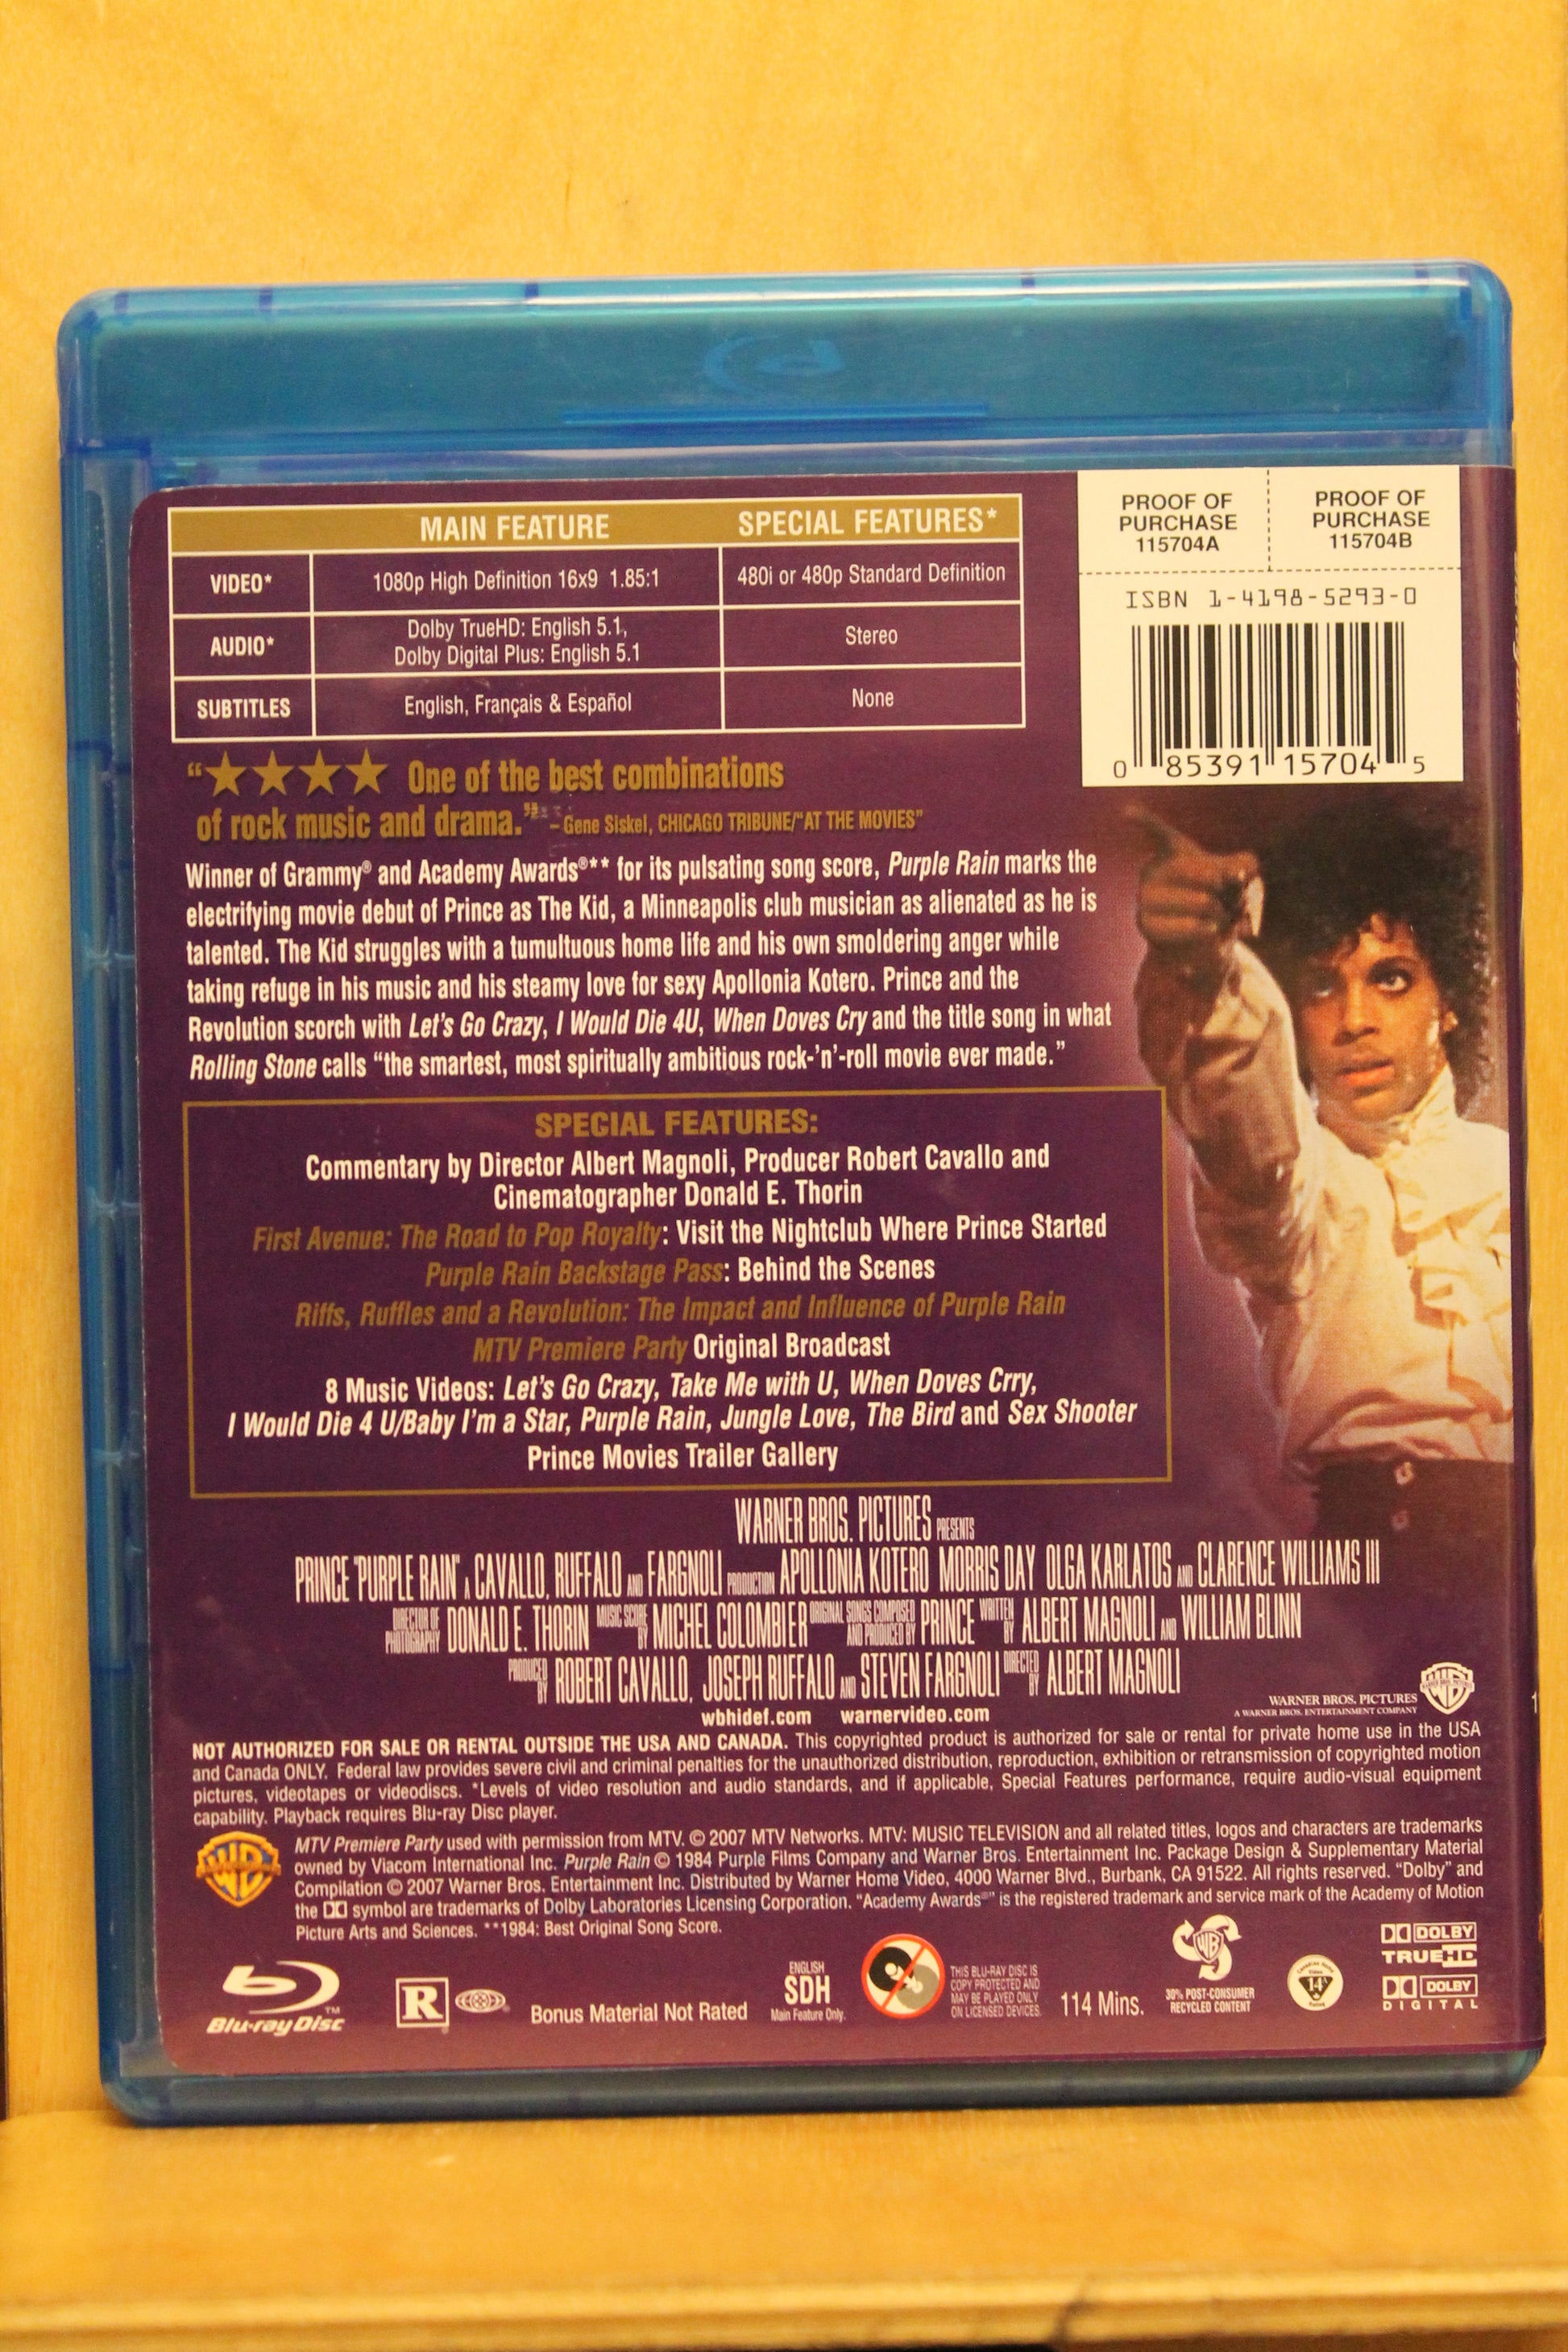 MAIN FEATURE SPECIAL FEATURES*
VIDEO* 1080p High Definition 16x9 1.85:1 480i or 480p Standard Definition
AUDIO* Dolby TrueHD: English 5.1, Stereo
Dolby Digital Plus: English 5.1
SUBTITLES English, Français & Español None
PROOF OF PURCHASE 115704A
PROOF OF PURCHASE 115704B
ISBN 1-4198-5293-0
0 85391 15704 5
“★★★★ One of the best combinations
of rock music and drama.” – Gene Siskel, CHICAGO TRIBUNE/“AT THE MOVIES”
Winner of Grammy® and Academy Awards®** for its pulsating song score, Purple Rain marks the
electrifying movie debut of Prince as The Kid, a Minneapolis club musician as alienated as he is
talented. The Kid struggles with a tumultuous home life and his own smoldering anger while
taking refuge in his music and his steamy love for sexy Apollonia Kotero. Prince and the
Revolution scorch with Let’s Go Crazy, I Would Die 4U, When Doves Cry and the title song in what
Rolling Stone calls “the smartest, most spiritually ambitious rock-’n’-roll movie ever made.”
SPECIAL FEATURES:
Commentary by Director Albert Magnoli, Producer Robert Cavallo and
Cinematographer Donald E. Thorin
First Avenue: The Road to Pop Royalty: Visit the Nightclub Where Prince Started
Purple Rain Backstage Pass: Behind the Scenes
Riffs, Ruffles and a Revolution: The Impact and Influence of Purple Rain
MTV Premiere Party Original Broadcast
8 Music Videos: Let’s Go Crazy, Take Me with U, When Doves Crry,
I Would Die 4 U/Baby I’m a Star, Purple Rain, Jungle Love, The Bird and Sex Shooter
Prince Movies Trailer Gallery
WARNER BROS. PICTURES PRESENTS
PRINCE "PURPLE RAIN" A CAVALLO, RUFFALO AND FARGNOLI PRODUCTION APOLLONIA KOTERO MORRIS DAY OLGA KARLATOS AND CLARENCE WILLIAMS III
DIRECTOR OF PHOTOGRAPHY DONALD E. THORIN MUSIC SCORE BY MICHEL COLOMBIER ORIGINAL SONGS COMPOSED AND PRODUCED BY PRINCE WRITTEN BY ALBERT MAGNOLI AND WILLIAM BLINN
PRODUCED BY ROBERT CAVALLO, JOSEPH RUFFALO AND STEVEN FARGNOLI DIRECTED BY ALBERT MAGNOLI
wbhidef.com warnervideo.com
WARNER BROS. PICTURES
A WARNER BROS. ENTERTAINMENT COMPANY
NOT AUTHORIZED FOR SALE OR RENTAL OUTSIDE THE USA AND CANADA. This copyrighted product is authorized for sale or rental for private home use in the USA
and Canada ONLY. Federal law provides severe civil and criminal penalties for the unauthorized distribution, reproduction, exhibition or retransmission of copyrighted motion
pictures, videotapes or videodiscs. *Levels of video resolution and audio standards, and if applicable, Special Features performance, require audio-visual equipment
capability. Playback requires Blu-ray Disc player.
MTV Premiere Party used with permission from MTV. © 2007 MTV Networks. MTV: MUSIC TELEVISION and all related titles, logos and characters are trademarks
owned by Viacom International Inc. Purple Rain © 1984 Purple Films Company and Warner Bros. Entertainment Inc. Package Design & Supplementary Material
Compilation © 2007 Warner Bros. Entertainment Inc. Distributed by Warner Home Video, 4000 Warner Blvd., Burbank, CA 91522. All rights reserved. “Dolby” and
the symbol are trademarks of Dolby Laboratories Licensing Corporation. “Academy Awards®” is the registered trademark and service mark of the Academy of Motion
Picture Arts and Sciences. **1984: Best Original Song Score.
Blu-ray Disc™
R
Bonus Material Not Rated
ENGLISH
SDH
Main Feature Only.
THIS BLU-RAY DISC IS
COPY PROTECTED AND
MAY BE PLAYED ONLY
ON LICENSED DEVICES.
114 Mins.
30% POST-CONSUMER
RECYCLED CONTENT
14A
DOLBY
TRUEHD
DOLBY
DIGITAL